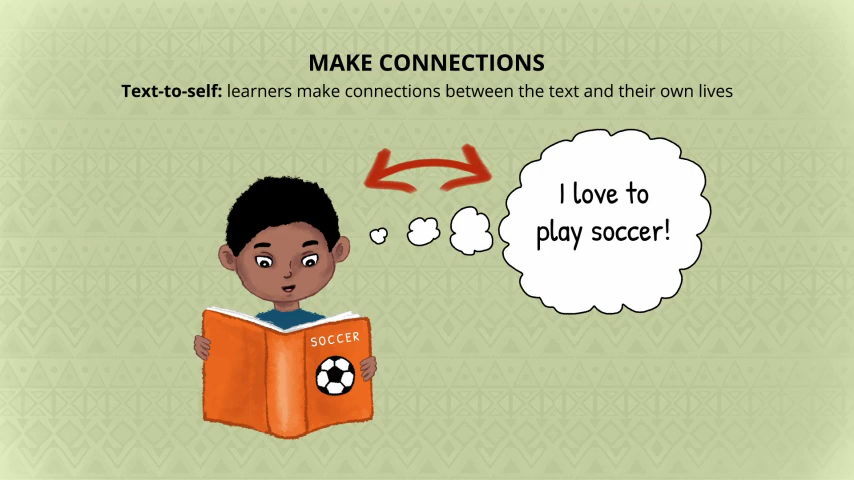 MAKE CONNECTIONS
Text-to-self: learners make connections between the text and their own lives
I love to
play soccer!
SOCCER